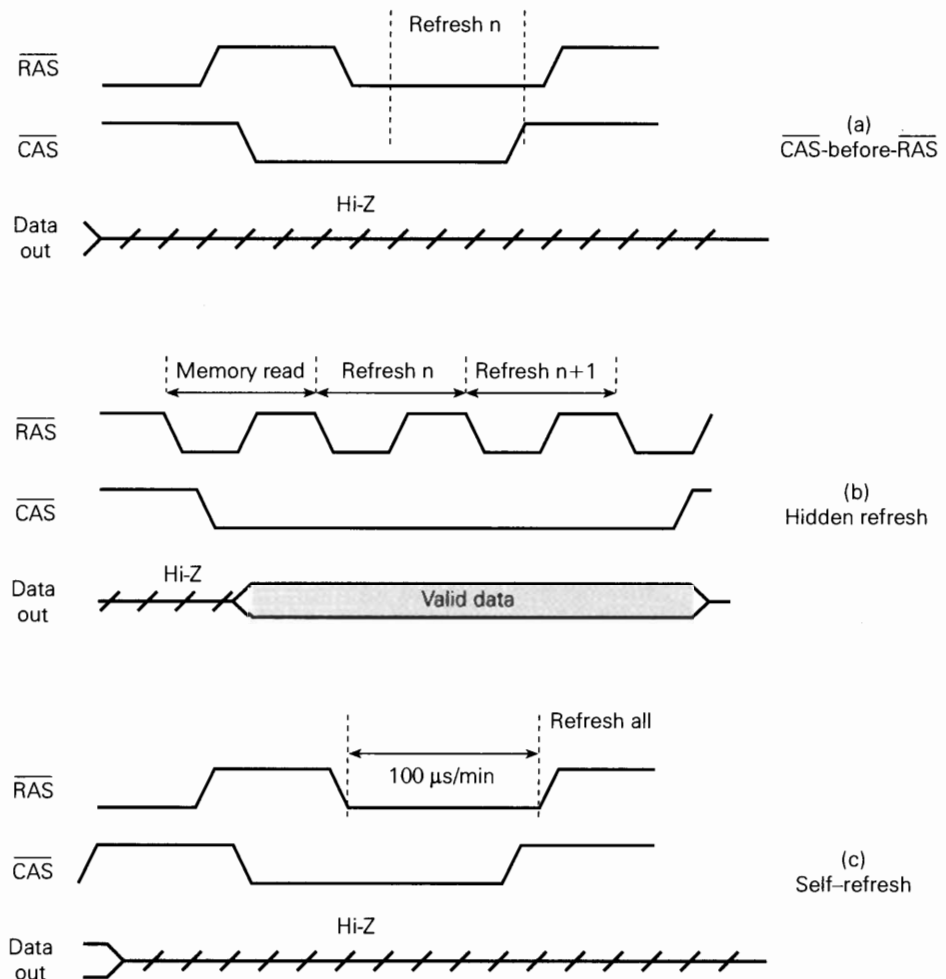 Refresh n
RAS
CAS
(a)
CAS-before-RAS
Hi-Z
Data
out
Memory read
Refresh n
Refresh n+1
RAS
CAS
(b)
Hidden refresh
Hi-Z
Data
out
Valid data
Refresh all
100 μs/min
RAS
CAS
(c)
Self–refresh
Hi-Z
Data
out